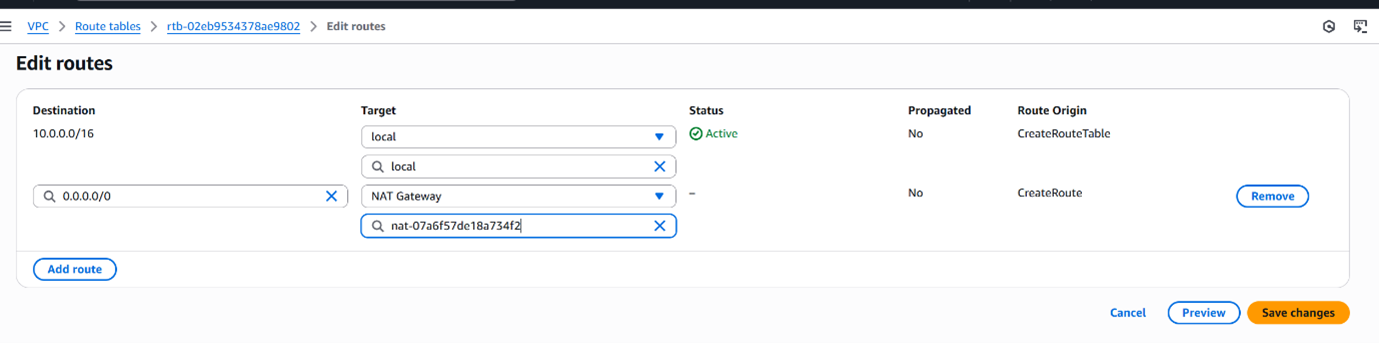 VPC > Route tables > rtb-02eb9534378ae9802 > Edit routes
Edit routes
Destination Target Status Propagated Route Origin
10.0.0.0/16 local Active No CreateRouteTable
local
0.0.0.0/0 NAT Gateway – No CreateRoute Remove
nat-07a6f57de18a734f2
Add route
Cancel Preview Save changes